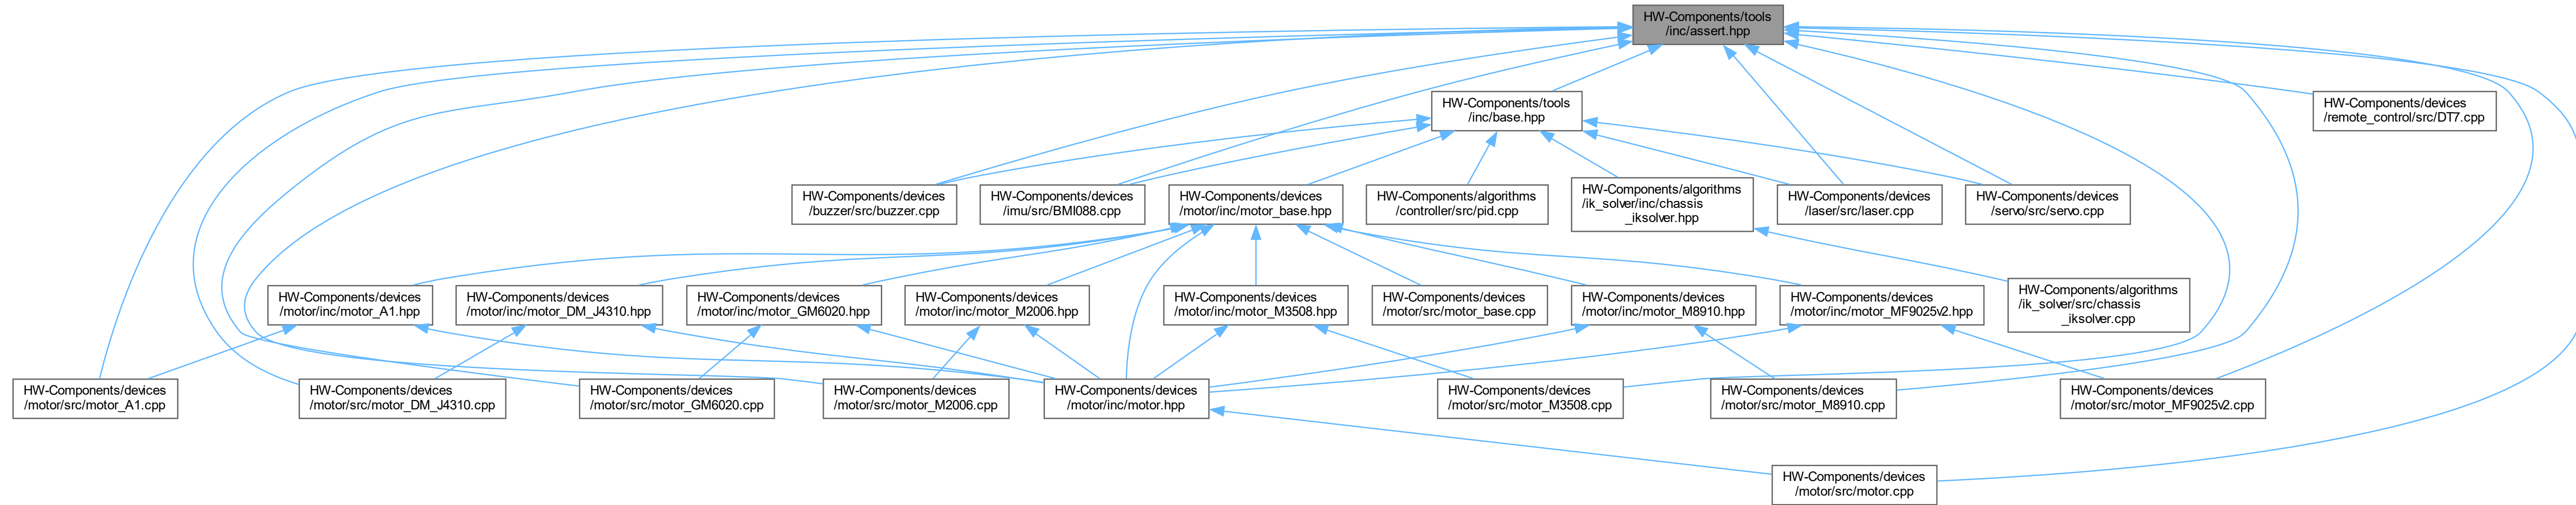 HW-Components/tools
/inc/assert.hpp
HW-Components/tools
/inc/base.hpp
HW-Components/devices
/remote_control/src/DT7.cpp
HW-Components/devices
/buzzer/src/buzzer.cpp
HW-Components/devices
/imu/src/BMI088.cpp
HW-Components/devices
/motor/inc/motor_base.hpp
HW-Components/algorithms
/controller/src/pid.cpp
HW-Components/algorithms
/ik_solver/inc/chassis
_iksolver.hpp
HW-Components/devices
/laser/src/laser.cpp
HW-Components/devices
/servo/src/servo.cpp
HW-Components/devices
/motor/inc/motor_A1.hpp
HW-Components/devices
/motor/inc/motor_DM_J4310.hpp
HW-Components/devices
/motor/inc/motor_GM6020.hpp
HW-Components/devices
/motor/inc/motor_M2006.hpp
HW-Components/devices
/motor/inc/motor_M3508.hpp
HW-Components/devices
/motor/src/motor_base.cpp
HW-Components/devices
/motor/inc/motor_M8910.hpp
HW-Components/devices
/motor/inc/motor_MF9025v2.hpp
HW-Components/algorithms
/ik_solver/src/chassis
_iksolver.cpp
HW-Components/devices
/motor/src/motor_A1.cpp
HW-Components/devices
/motor/src/motor_DM_J4310.cpp
HW-Components/devices
/motor/src/motor_GM6020.cpp
HW-Components/devices
/motor/src/motor_M2006.cpp
HW-Components/devices
/motor/inc/motor.hpp
HW-Components/devices
/motor/src/motor_M3508.cpp
HW-Components/devices
/motor/src/motor_M8910.cpp
HW-Components/devices
/motor/src/motor_MF9025v2.cpp
HW-Components/devices
/motor/src/motor.cpp